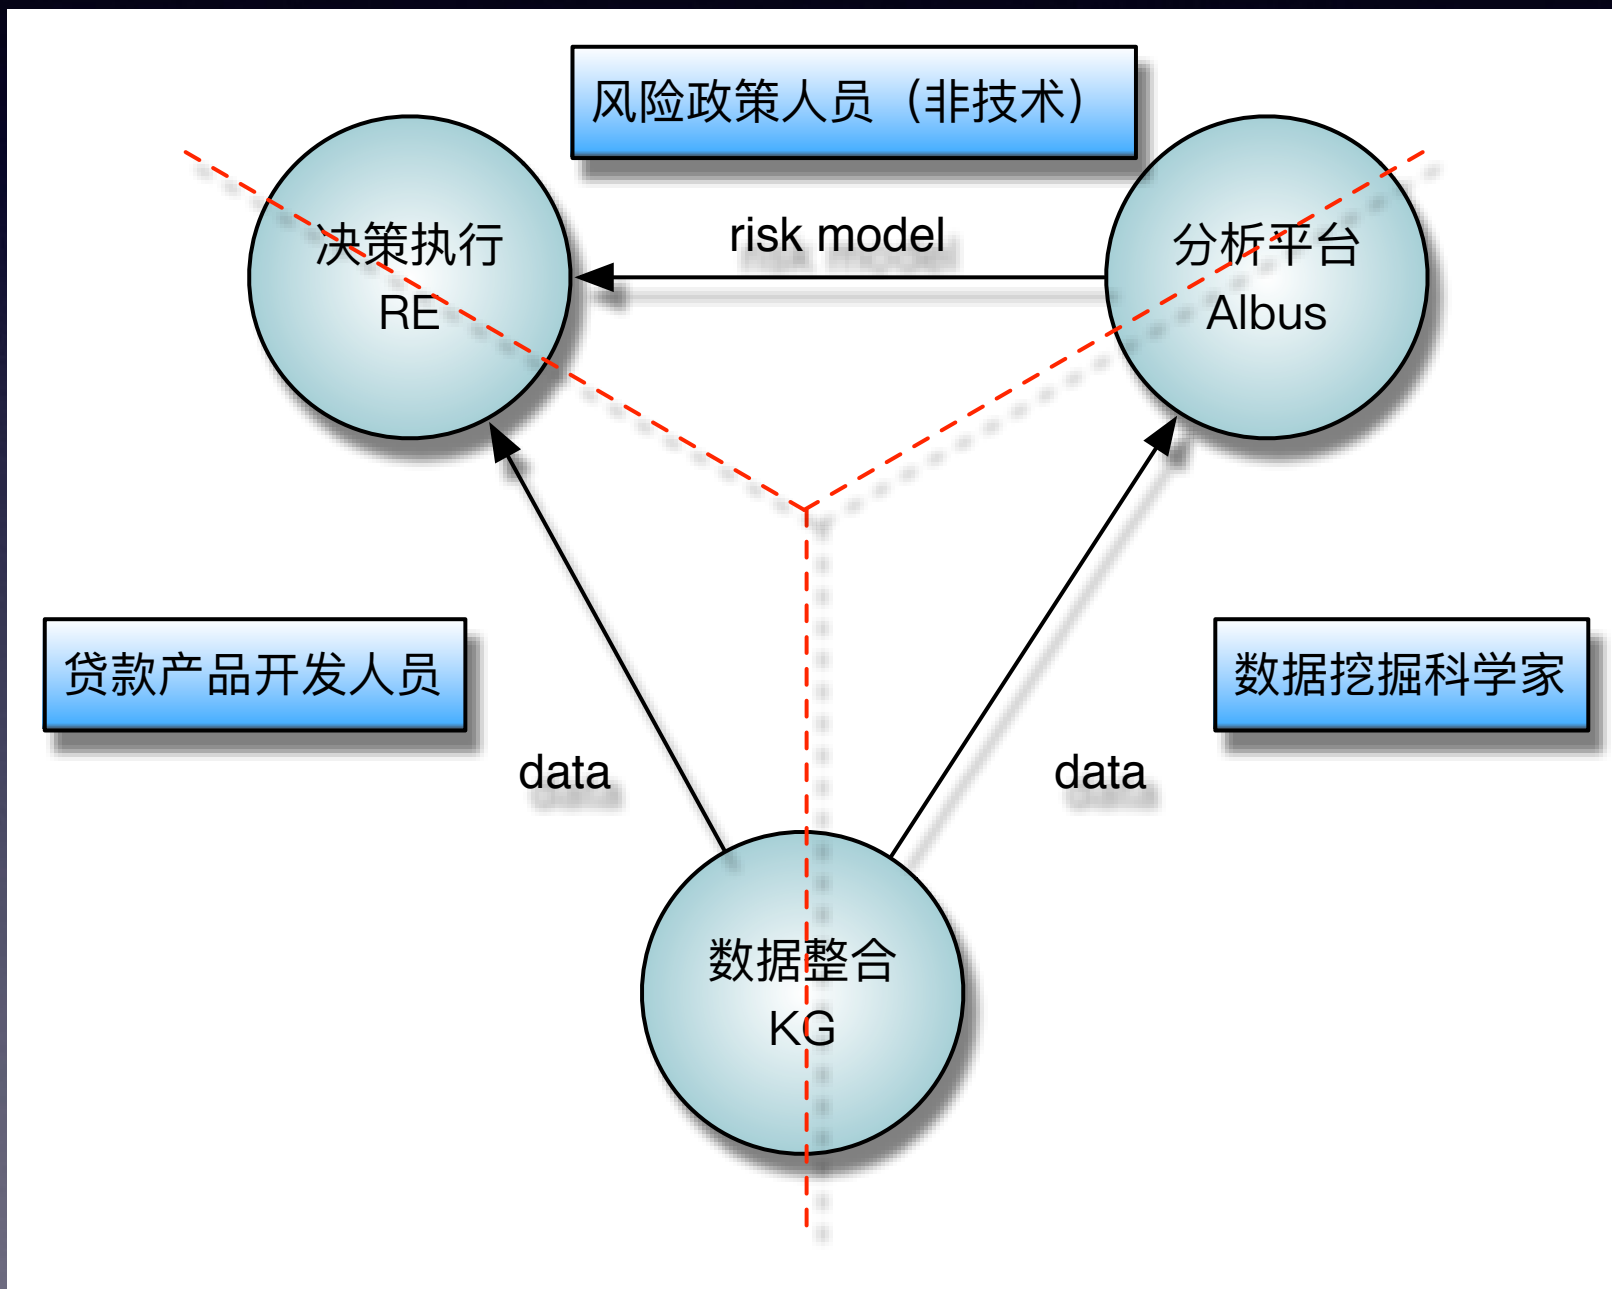 风险政策人员（非技术）
risk model
决策执行
RE
分析平台
Albus
贷款产品开发人员
数据挖掘科学家
data
data
数据整合
KG